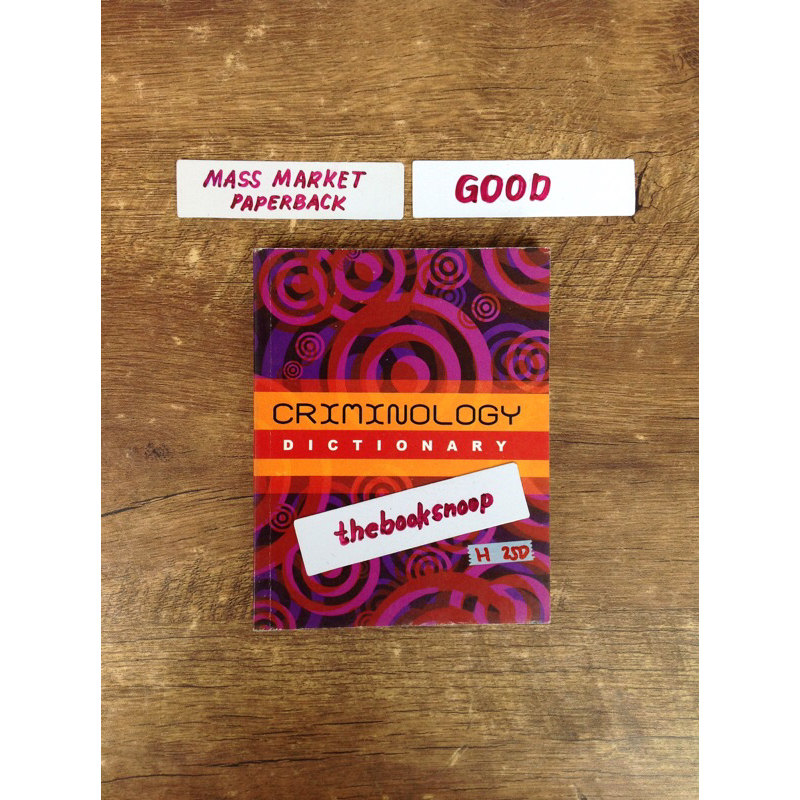 MASS MARKET
PAPERBACK
GOOD
CRIMINOLOGY
DICTIONARY
thebooksnoop
H 25D